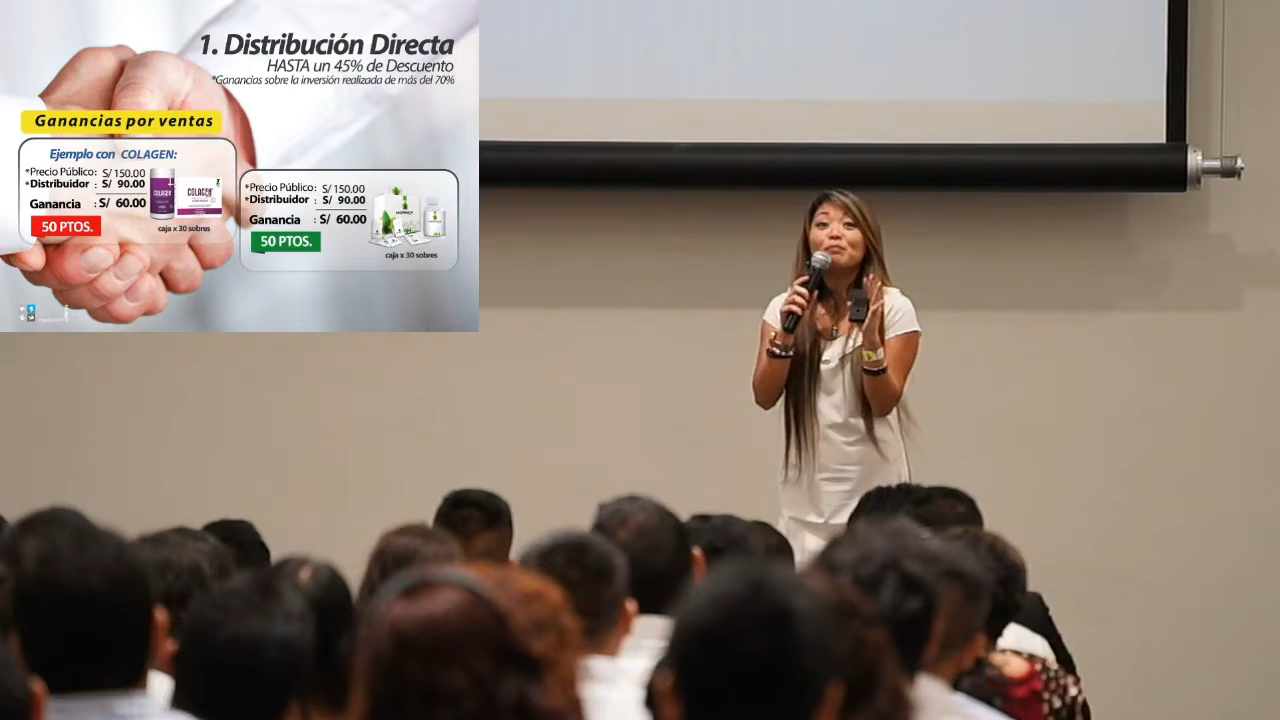 1. Distribución Directa
HASTA un 45% de Descuento
*Ganancias sobre la inversión realizada de más del 70%
Ganancias por ventas
Ejemplo con COLAGEN:
*Precio Público: S/ 150.00
*Distribuidor : S/ 90.00
Ganancia : S/ 60.00
50 PTOS.
COLAGEN
COLAGEN
caja x 30 sobres
*Precio Público: S/ 150.00
*Distribuidor : S/ 90.00
Ganancia : S/ 60.00
50 PTOS.
caja x 30 sobres